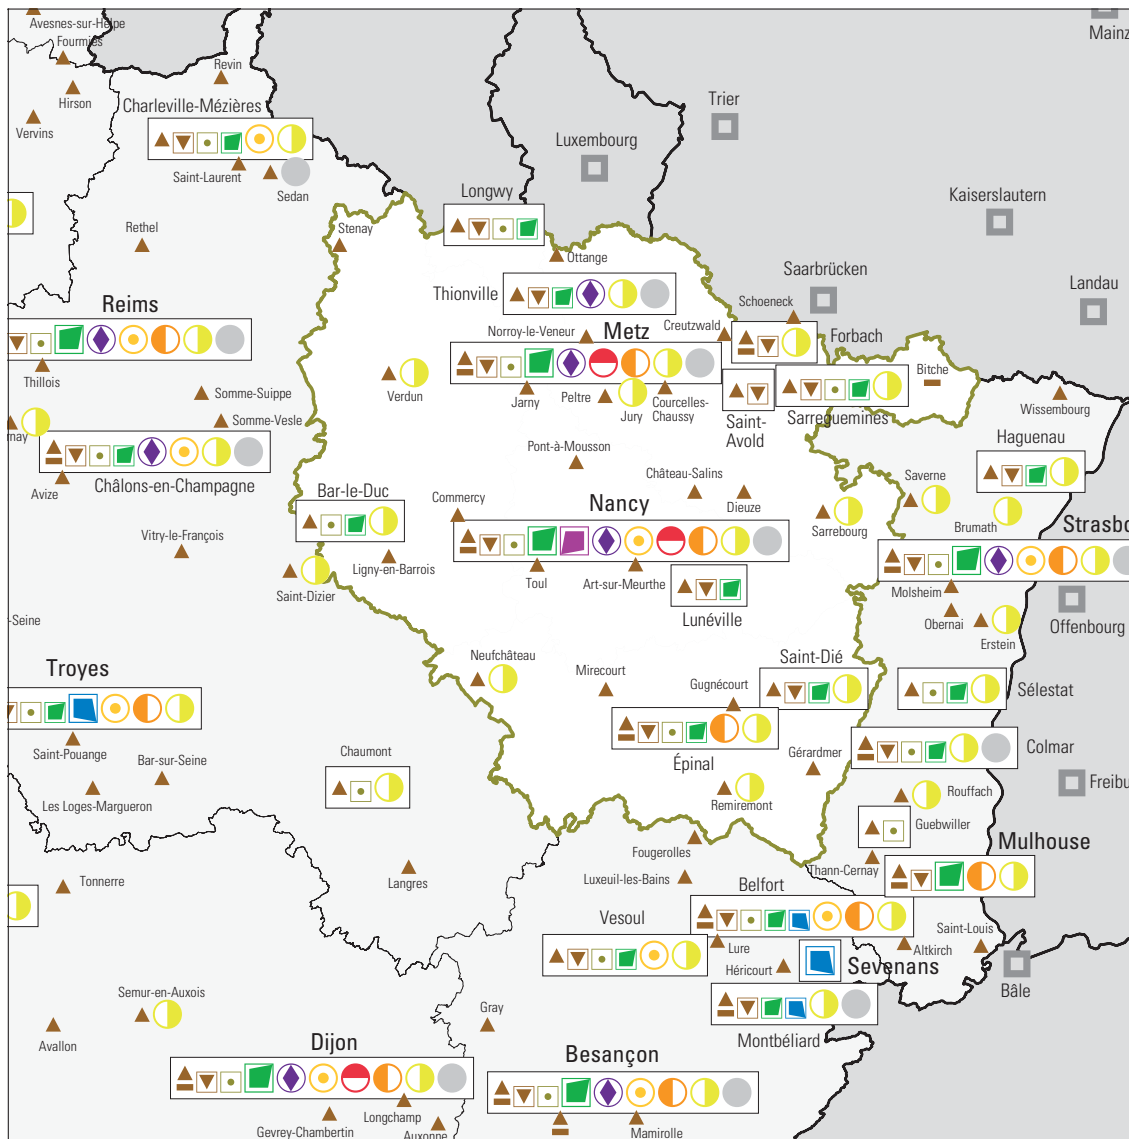 Avesnes-sur-Helpe
Fourmies
Mainz
Revin
Hirson
Trier
Charleville-Mézières
Vervins
Luxembourg
Saint-Laurent
Sedan
Longwy
Kaiserslautern
Rethel
Stenay
Ottange
Saarbrücken
Landau
Thionville
Schoeneck
Reims
Norroy-le-Veneur
Metz
Creutzwald
Forbach
Thillois
Bitche
Somme-Suippe
Verdun
Jarny
Peltre
Jury
Courcelles-
Chaussy
Saint-
Avold
Sarreguemines
Wissembourg
Somme-Vesle
nay
Haguenau
Pont-à-Mousson
Château-Salins
Saverne
Avize
Châlons-en-Champagne
Bar-le-Duc
Commercy
Nancy
Dieuze
Sarrebourg
Brumath
Strasbo
Vitry-le-François
Ligny-en-Barrois
Saint-Dizier
Toul
Art-sur-Meurthe
Molsheim
Lunéville
Obernai
Offenbourg
-Seine
Erstein
Neufchâteau
Mirecourt
Saint-Dié
Troyes
Gugnécourt
Sélestat
Saint-Pouange
Chaumont
Gérardmer
Colmar
Bar-sur-Seine
Épinal
Les Loges-Margueron
Remiremont
Rouffach
Freibu
Guebwiller
Fougerolles
Mulhouse
Thann-Cernay
Tonnerre
Langres
Luxeuil-les-Bains
Belfort
Vesoul
Saint-Louis
Lure
Altkirch
Héricourt
Sevenans
Bâle
Semur-en-Auxois
Gray
Avallon
Montbéliard
Dijon
Besançon
Longchamp
Gevrey-Chambertin
Auxonne
Mamirolle